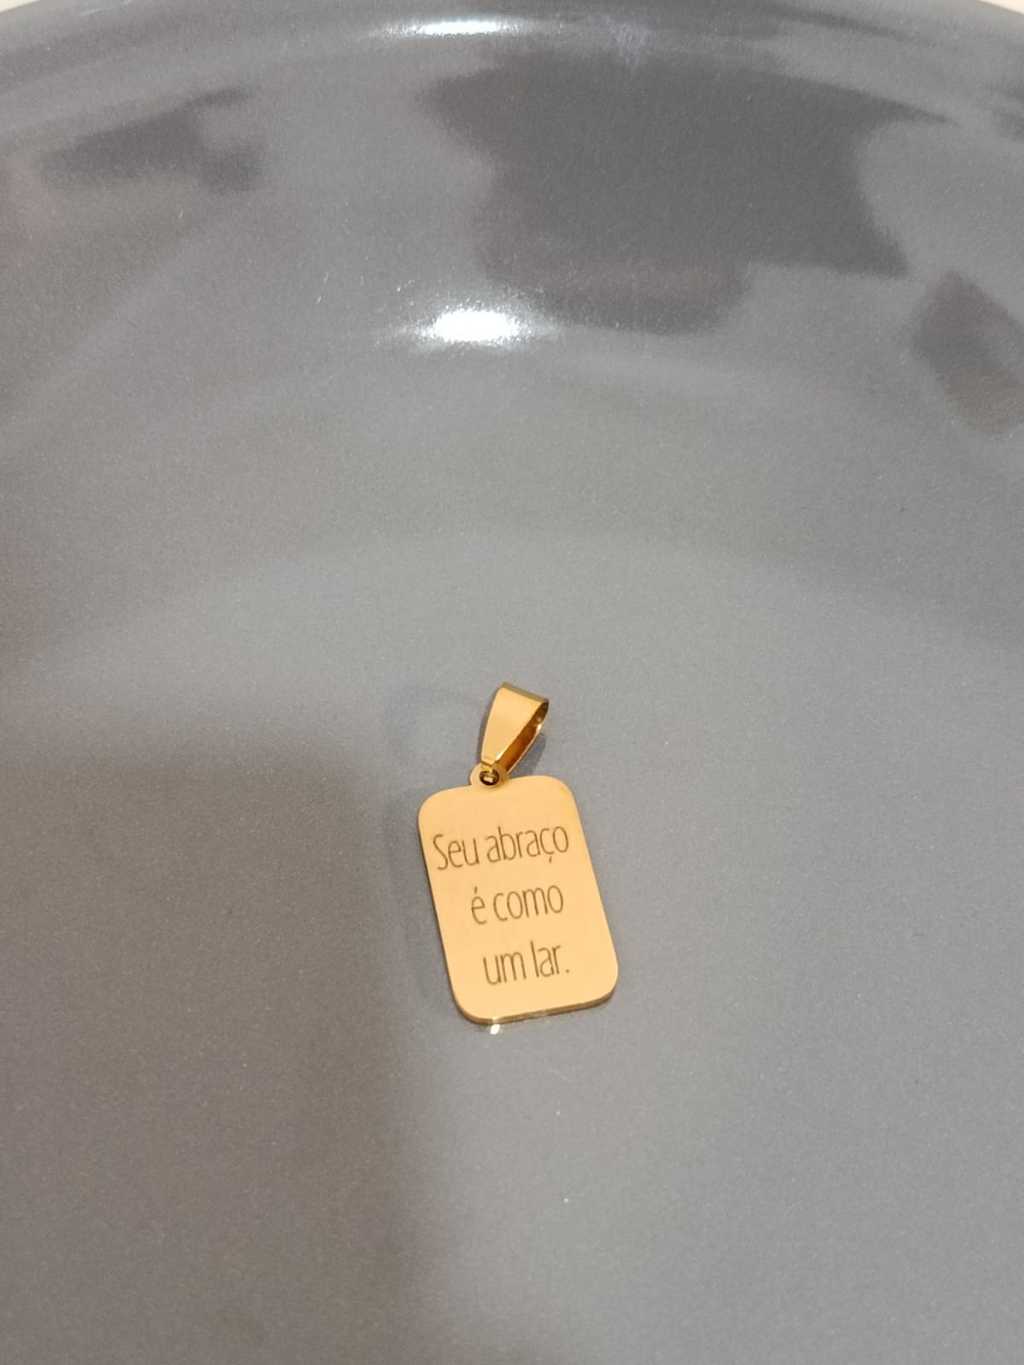 Seu abraço
é como
um lar.